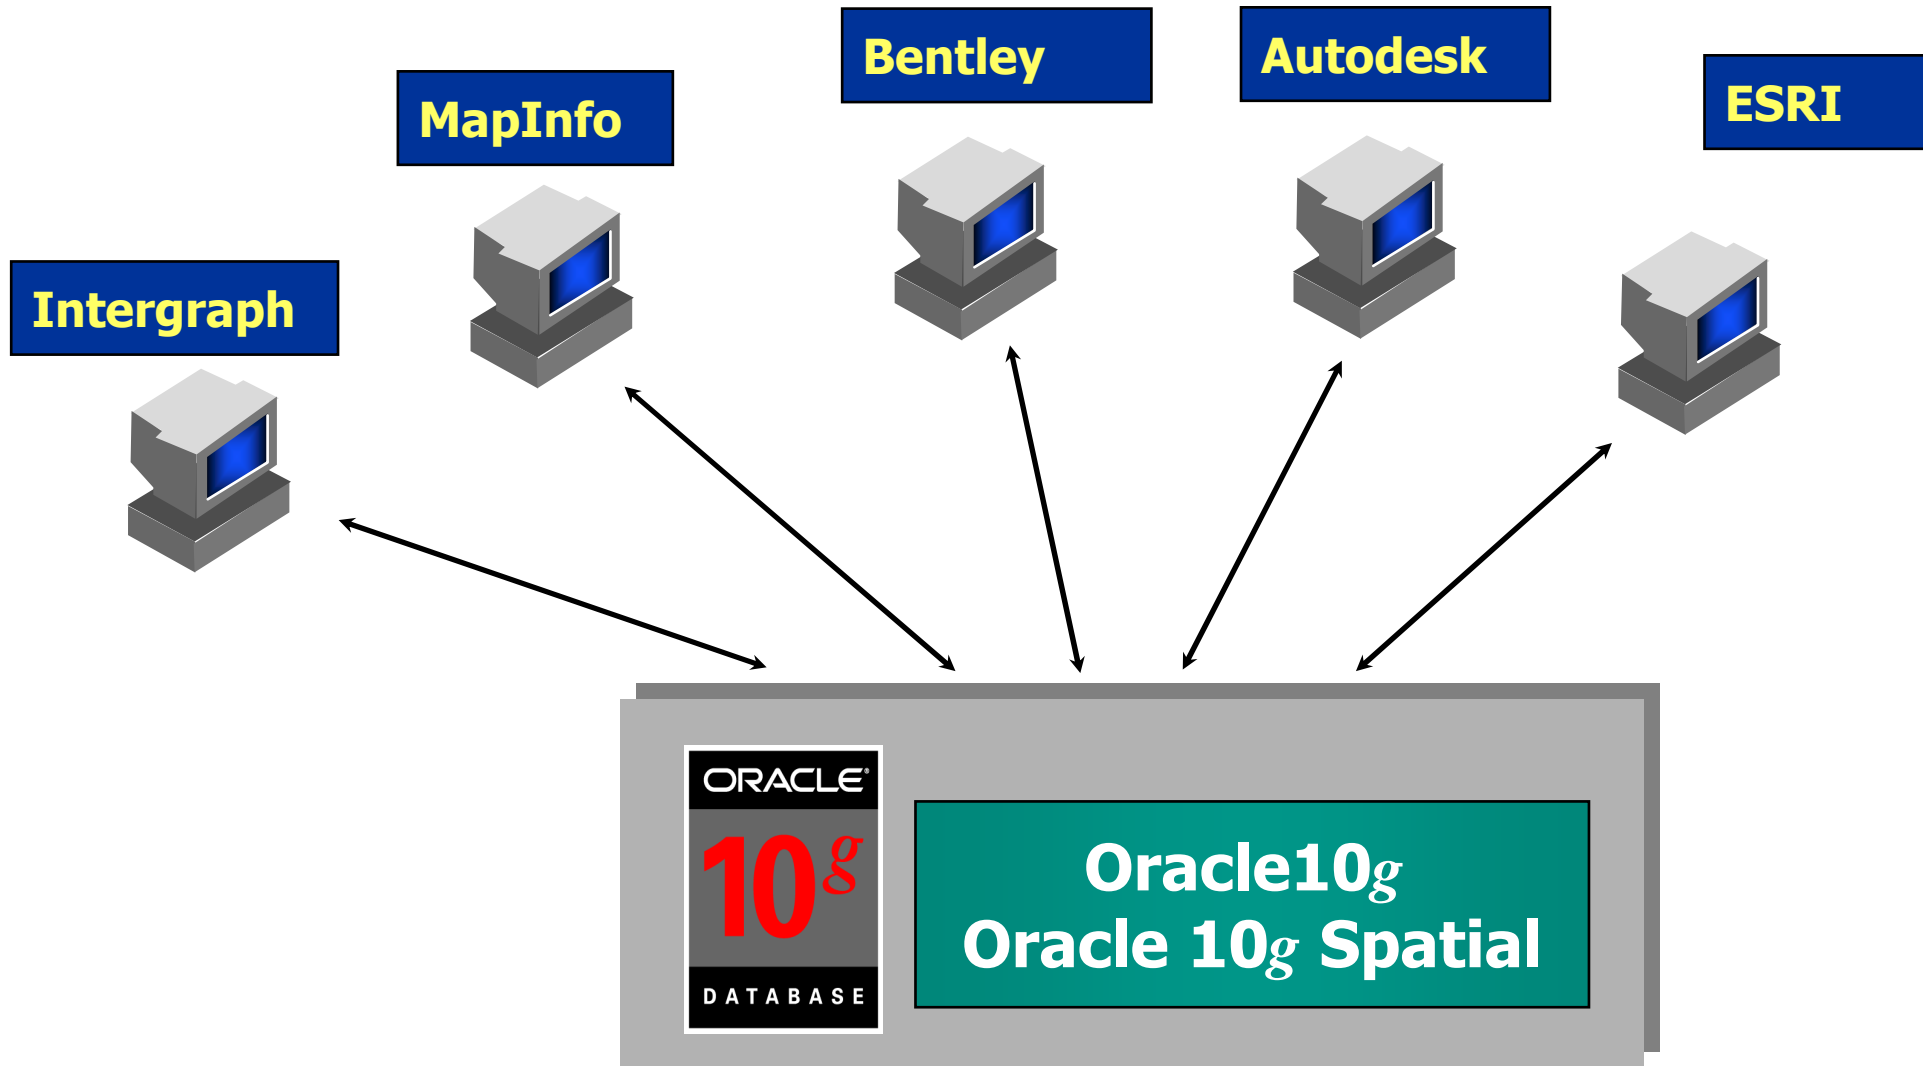 Bentley
Autodesk
ESRI
MapInfo
Intergraph
ORACLE®
10g
DATABASE
Oracle10g
Oracle 10g Spatial